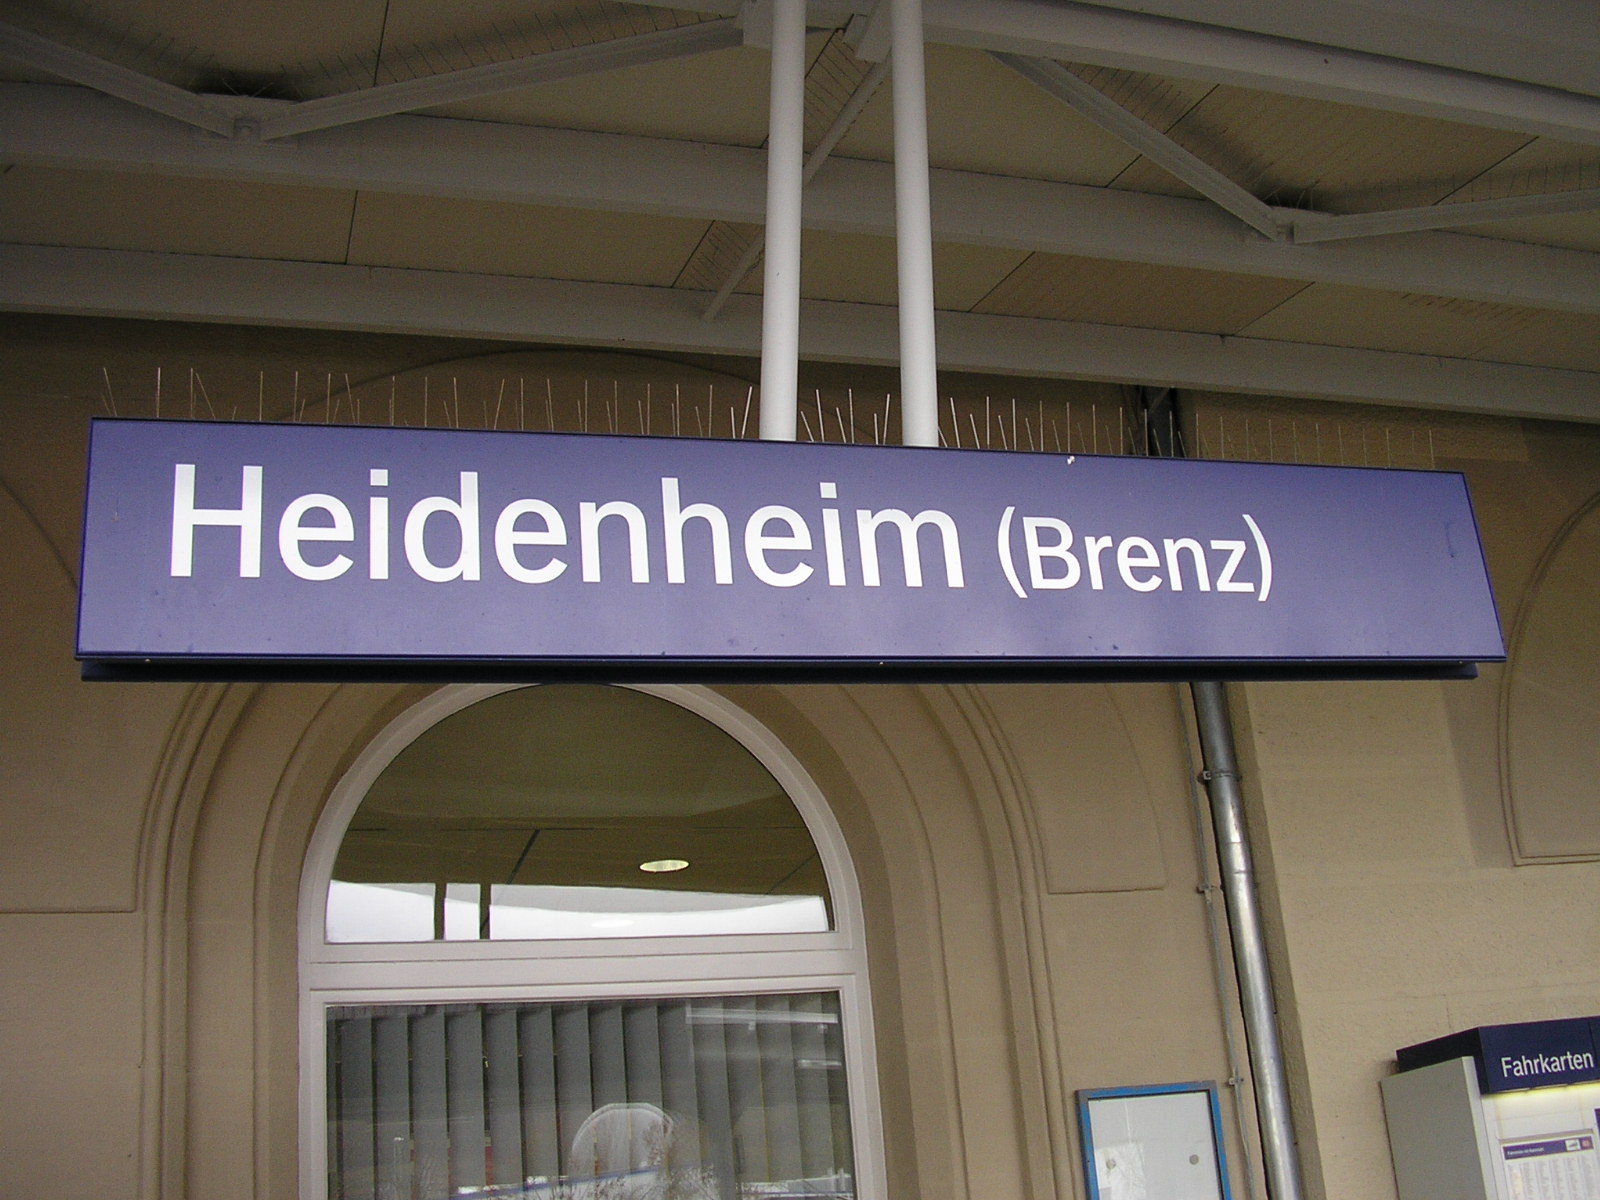 Heidenheim (Brenz)
Fahrkarten